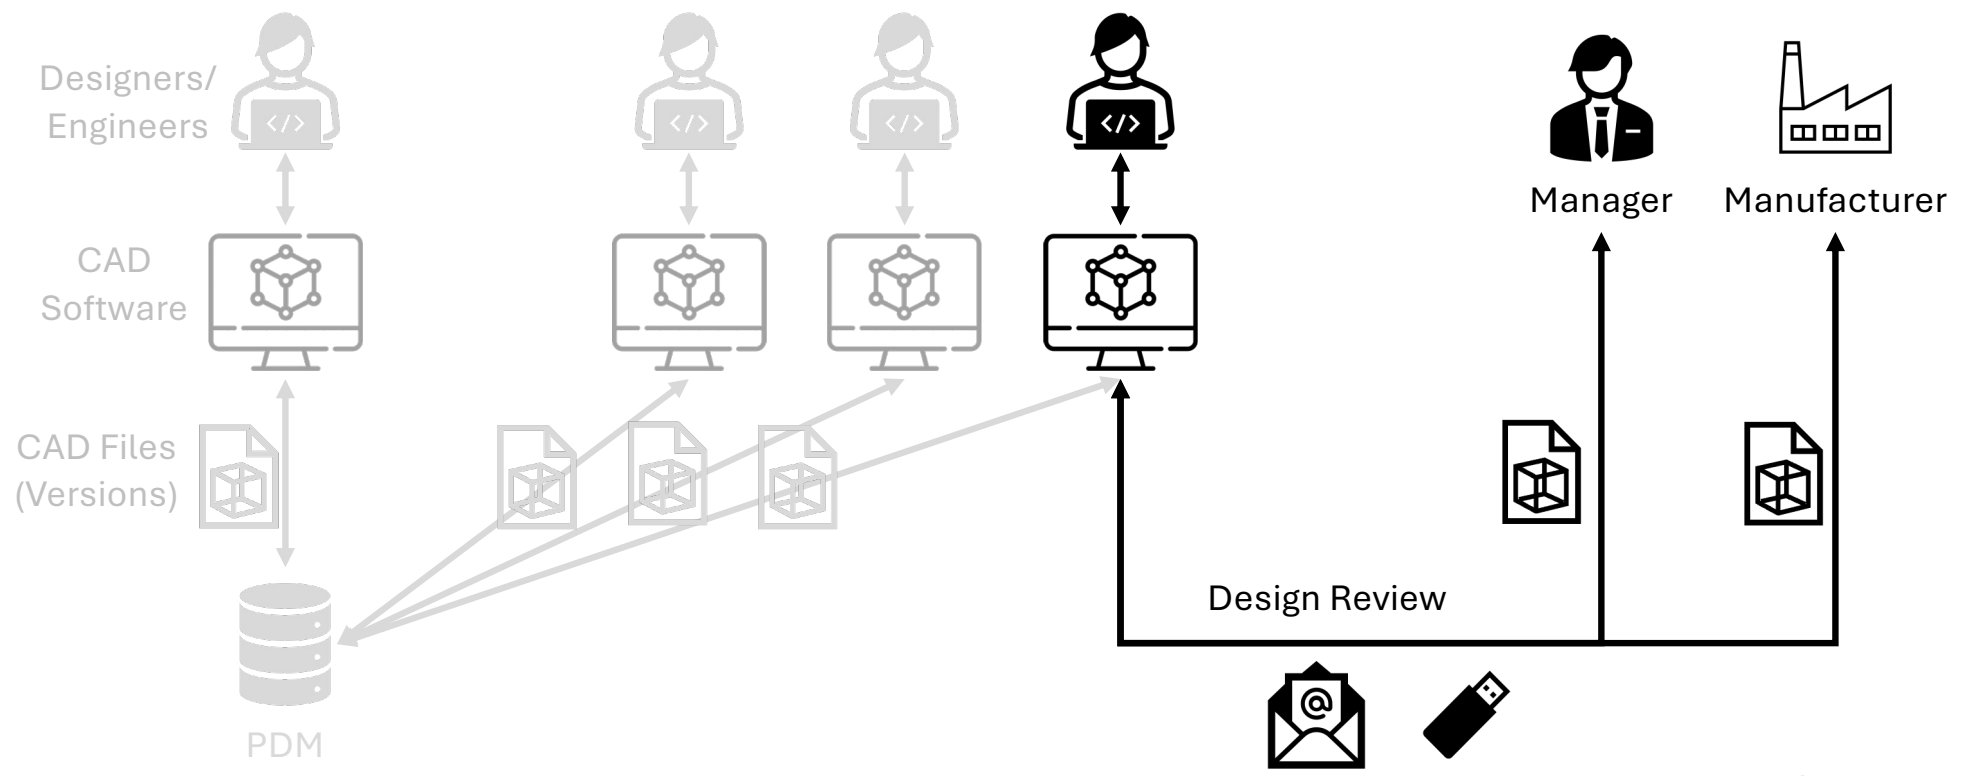 Designers/
Engineers
</>
</>
</>
</>
Manager
Manufacturer
CAD
Software
CAD Files
(Versions)
Design Review
@
PDM